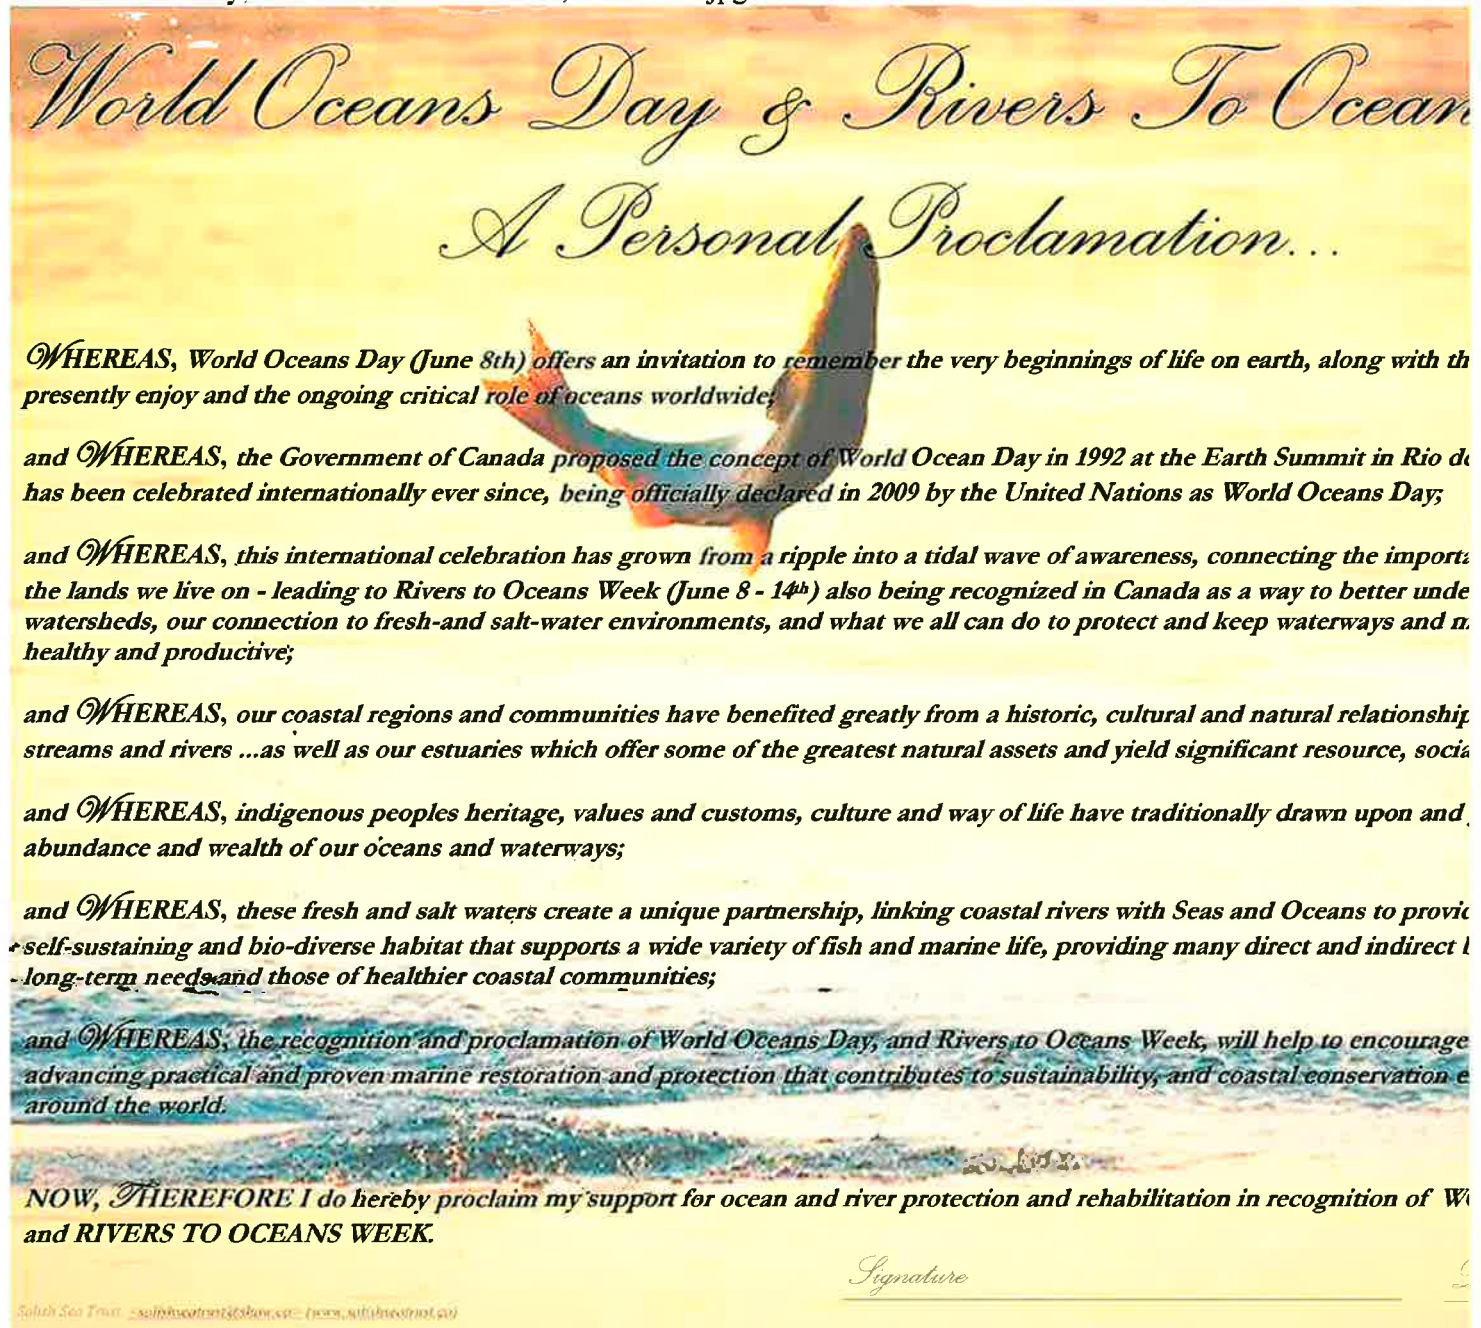 World Oceans Day & Rivers To Ocean
A Personal Proclamation...
WHEREAS, World Oceans Day (June 8th) offers an invitation to remember the very beginnings of life on earth, along with th
presently enjoy and the ongoing critical role of oceans worldwide;
and WHEREAS, the Government of Canada proposed the concept of World Ocean Day in 1992 at the Earth Summit in Rio de
has been celebrated internationally ever since, being officially declared in 2009 by the United Nations as World Oceans Day;
and WHEREAS, this international celebration has grown from a ripple into a tidal wave of awareness, connecting the importa
the lands we live on - leading to Rivers to Oceans Week (June 8 - 14th) also being recognized in Canada as a way to better unde
watersheds, our connection to fresh-and salt-water environments, and what we all can do to protect and keep waterways and m
healthy and productive;
and WHEREAS, our coastal regions and communities have benefited greatly from a historic, cultural and natural relationship
streams and rivers ...as well as our estuaries which offer some of the greatest natural assets and yield significant resource, socia
and WHEREAS, indigenous peoples heritage, values and customs, culture and way of life have traditionally drawn upon and
abundance and wealth of our oceans and waterways;
and WHEREAS, these fresh and salt waters create a unique partnership, linking coastal rivers with Seas and Oceans to provid
self-sustaining and bio-diverse habitat that supports a wide variety of fish and marine life, providing many direct and indirect b
long-term needs and those of healthier coastal communities;
and WHEREAS, the recognition and proclamation of World Oceans Day, and Rivers to Oceans Week, will help to encourage
advancing practical and proven marine restoration and protection that contributes to sustainability, and coastal conservation e
around the world.
NOW, THEREFORE I do hereby proclaim my support for ocean and river protection and rehabilitation in recognition of Wo
and RIVERS TO OCEANS WEEK.
Signature
Salish Sea Trust